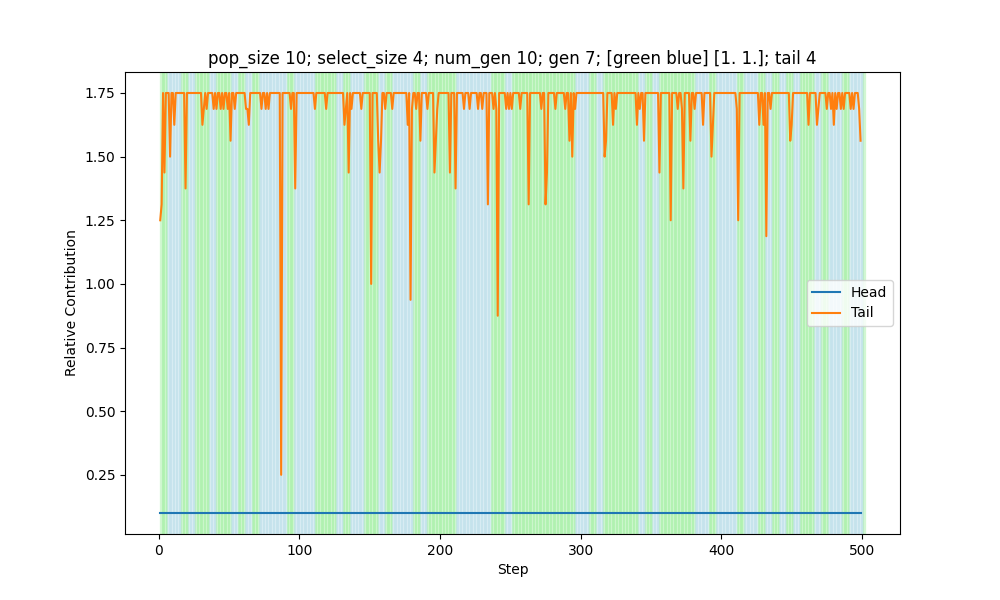 pop_size 10; select_size 4; num_gen 10; gen 7; [green blue] [1. 1.]; tail 4
Relative Contribution
1.75
1.50
1.25
1.00
0.75
0.50
0.25
Head
Tail
0
100
200
300
400
500
Step